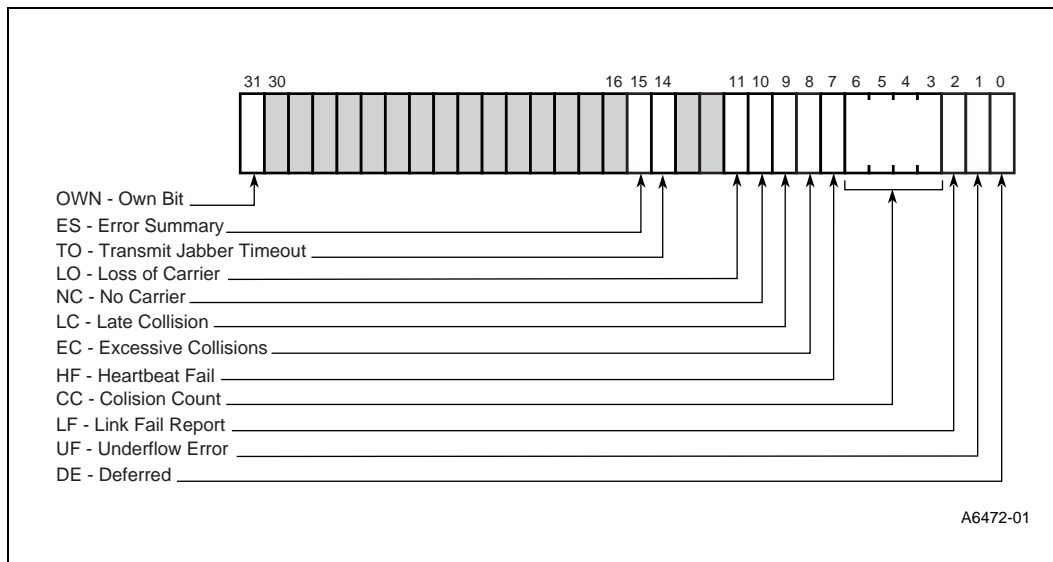 31 30 16 15 14 11 10 9 8 7 6 5 4 3 2 1 0
OWN - Own Bit
ES - Error Summary
TO - Transmit Jabber Timeout
LO - Loss of Carrier
NC - No Carrier
LC - Late Collision
EC - Excessive Collisions
HF - Heartbeat Fail
CC - Colision Count
LF - Link Fail Report
UF - Underflow Error
DE - Deferred
A6472-01